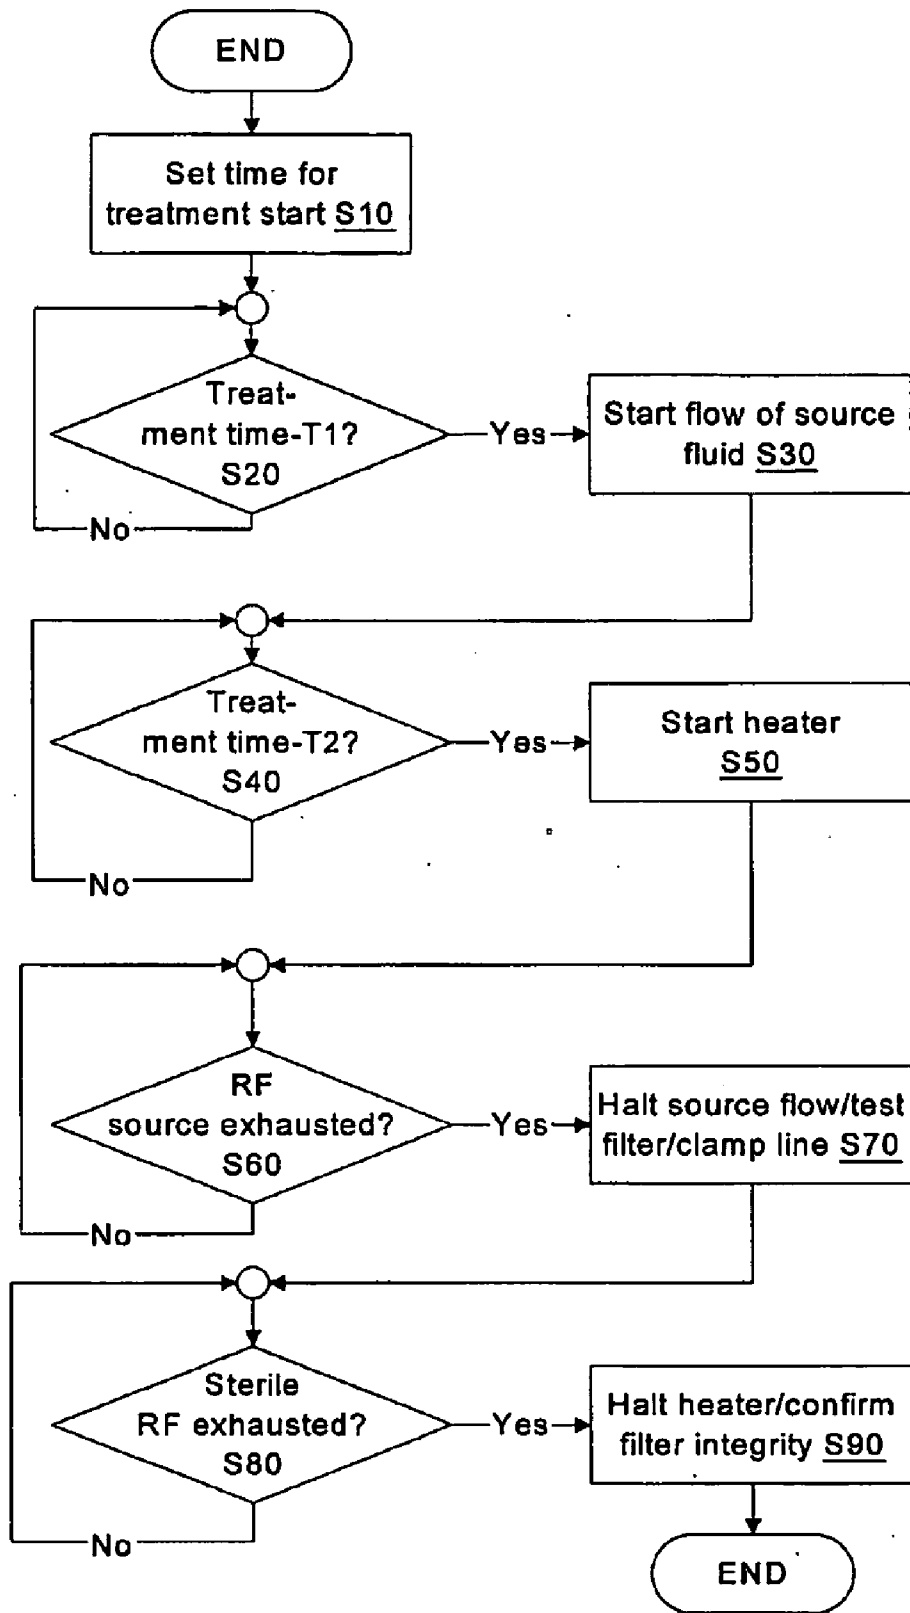 END
Set time for
treatment start S10
Treat-
ment time-T1?
S20
Yes
Start flow of source
fluid S30
No
Treat-
ment time-T2?
S40
Yes
Start heater
S50
No
RF
source exhausted?
S60
Yes
Halt source flow/test
filter/clamp line S70
No
Sterile
RF exhausted?
S80
Yes
Halt heater/confirm
filter integrity S90
No
END